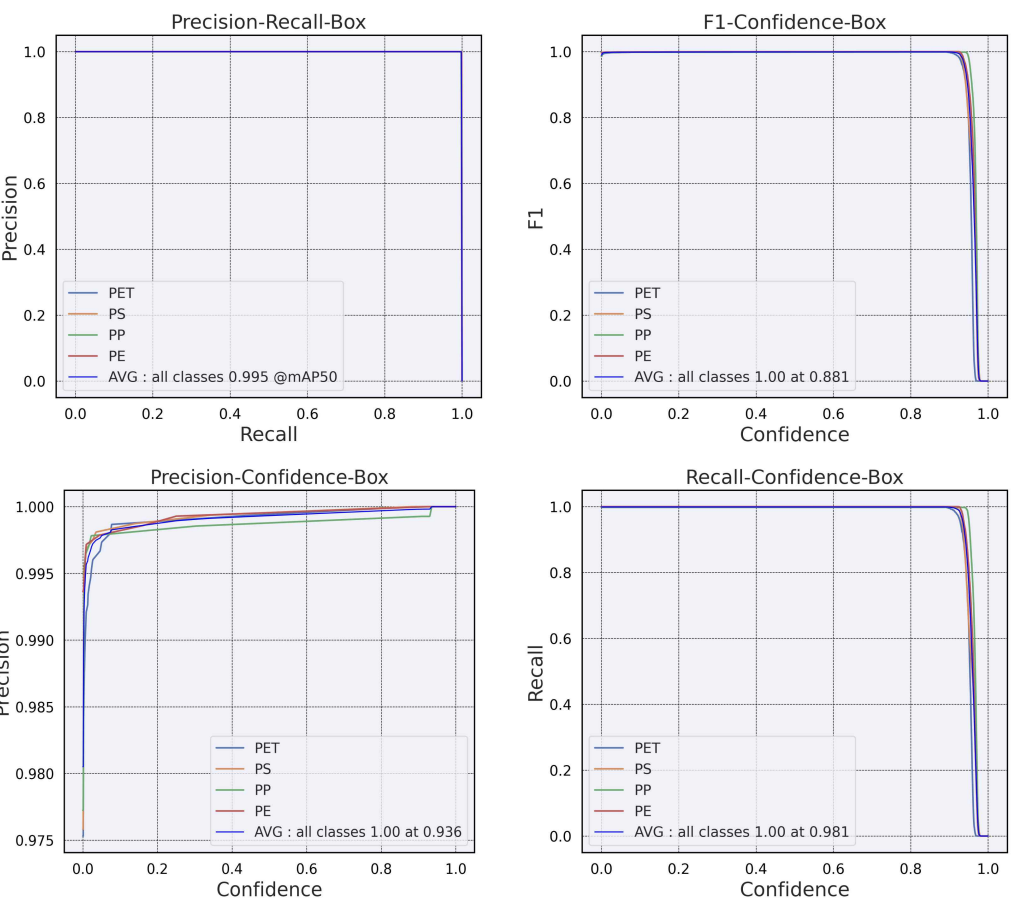 Precision-Recall-Box
1.0
0.8
0.6
0.4
0.2
0.0
Precision
PET
PS
PP
PE
AVG : all classes 0.995 @mAP50
0.0 0.2 0.4 0.6 0.8 1.0
Recall
F1-Confidence-Box
1.0
0.8
0.6
0.4
0.2
0.0
F1
PET
PS
PP
PE
AVG : all classes 1.00 at 0.881
0.0 0.2 0.4 0.6 0.8 1.0
Confidence
Precision-Confidence-Box
1.000
0.995
0.990
0.985
0.980
0.975
Precision
PET
PS
PP
PE
AVG : all classes 1.00 at 0.936
0.0 0.2 0.4 0.6 0.8 1.0
Confidence
Recall-Confidence-Box
1.0
0.8
0.6
0.4
0.2
0.0
Recall
PET
PS
PP
PE
AVG : all classes 1.00 at 0.981
0.0 0.2 0.4 0.6 0.8 1.0
Confidence